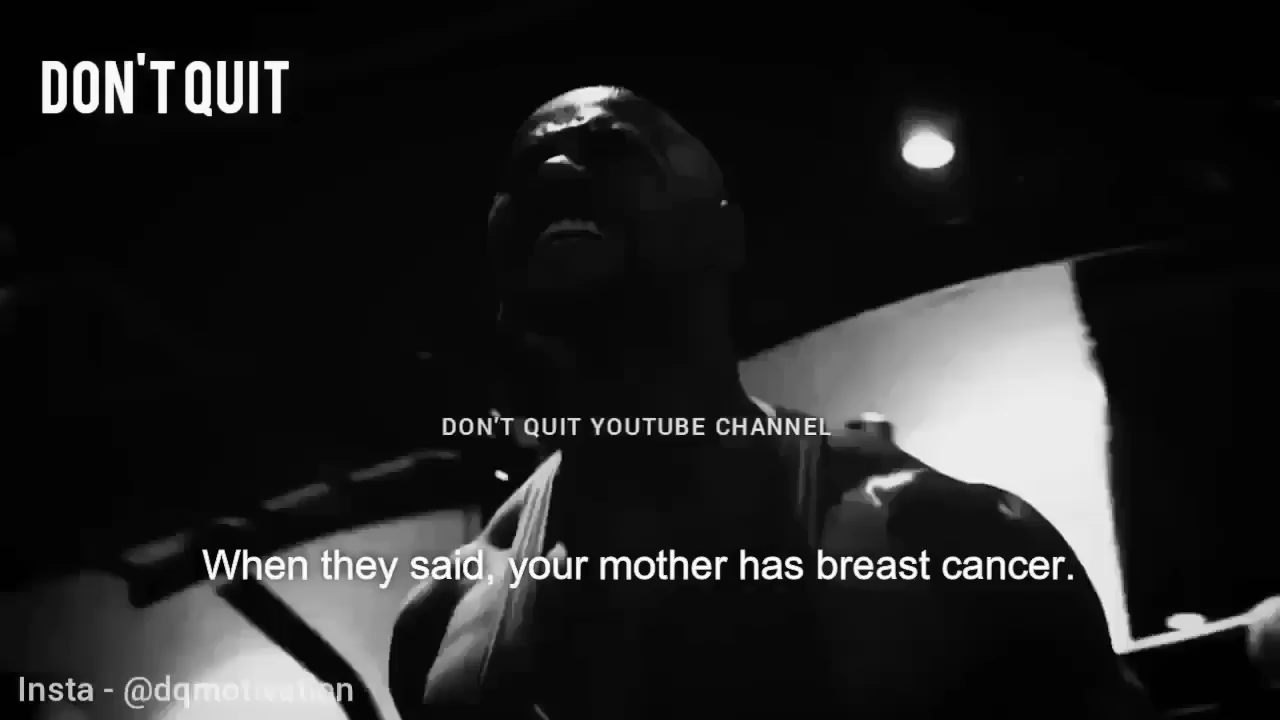 DON'T QUIT
DON'T QUIT YOUTUBE CHANNEL
When they said, your mother has breast cancer.
Insta - @dqmotivation